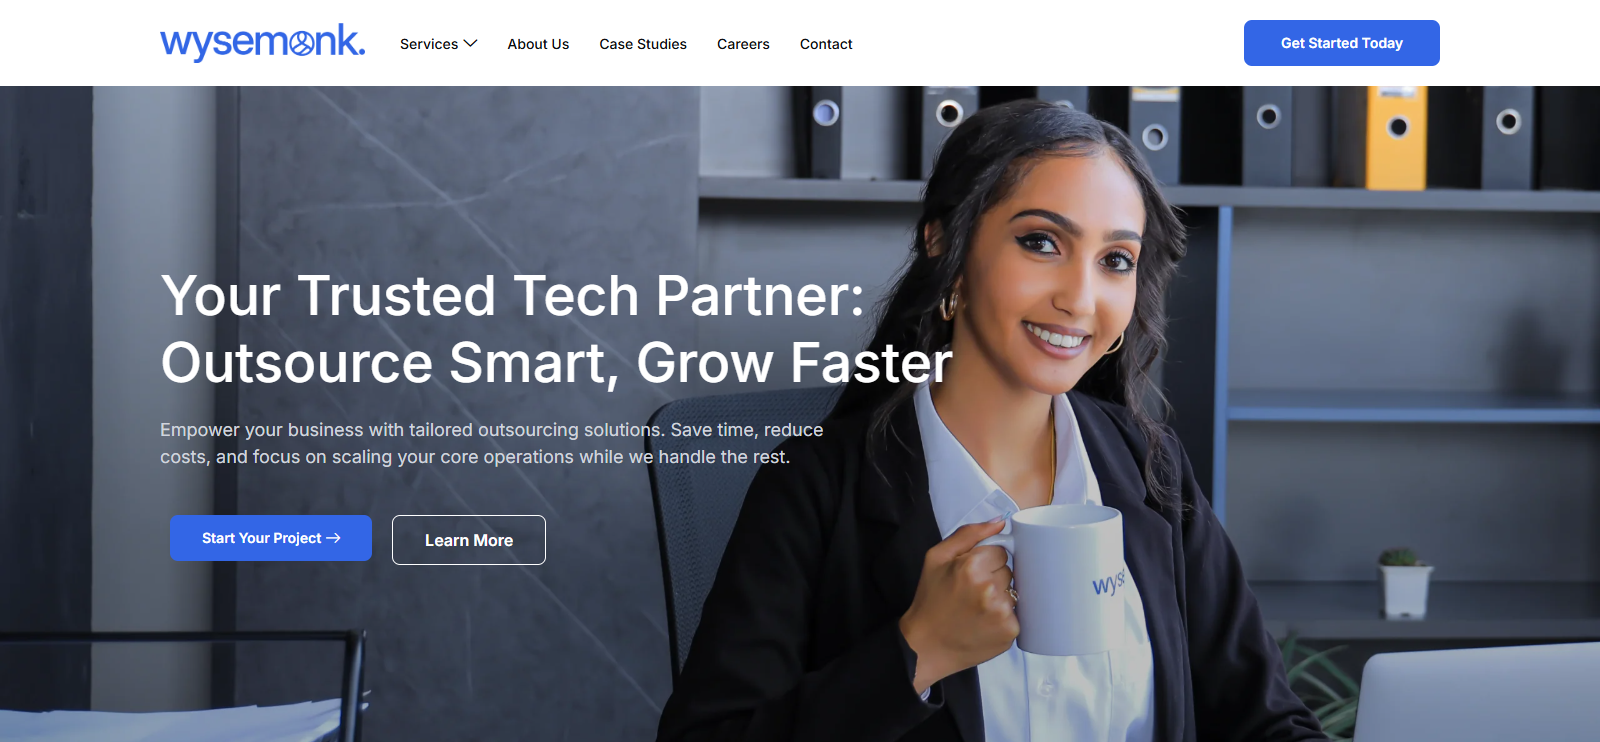 wysemonk.
Services
About Us
Case Studies
Careers
Contact
Get Started Today
Your Trusted Tech Partner:
Outsource Smart, Grow Faster
Empower your business with tailored outsourcing solutions. Save time, reduce
costs, and focus on scaling your core operations while we handle the rest.
Start Your Project →
Learn More
wyse